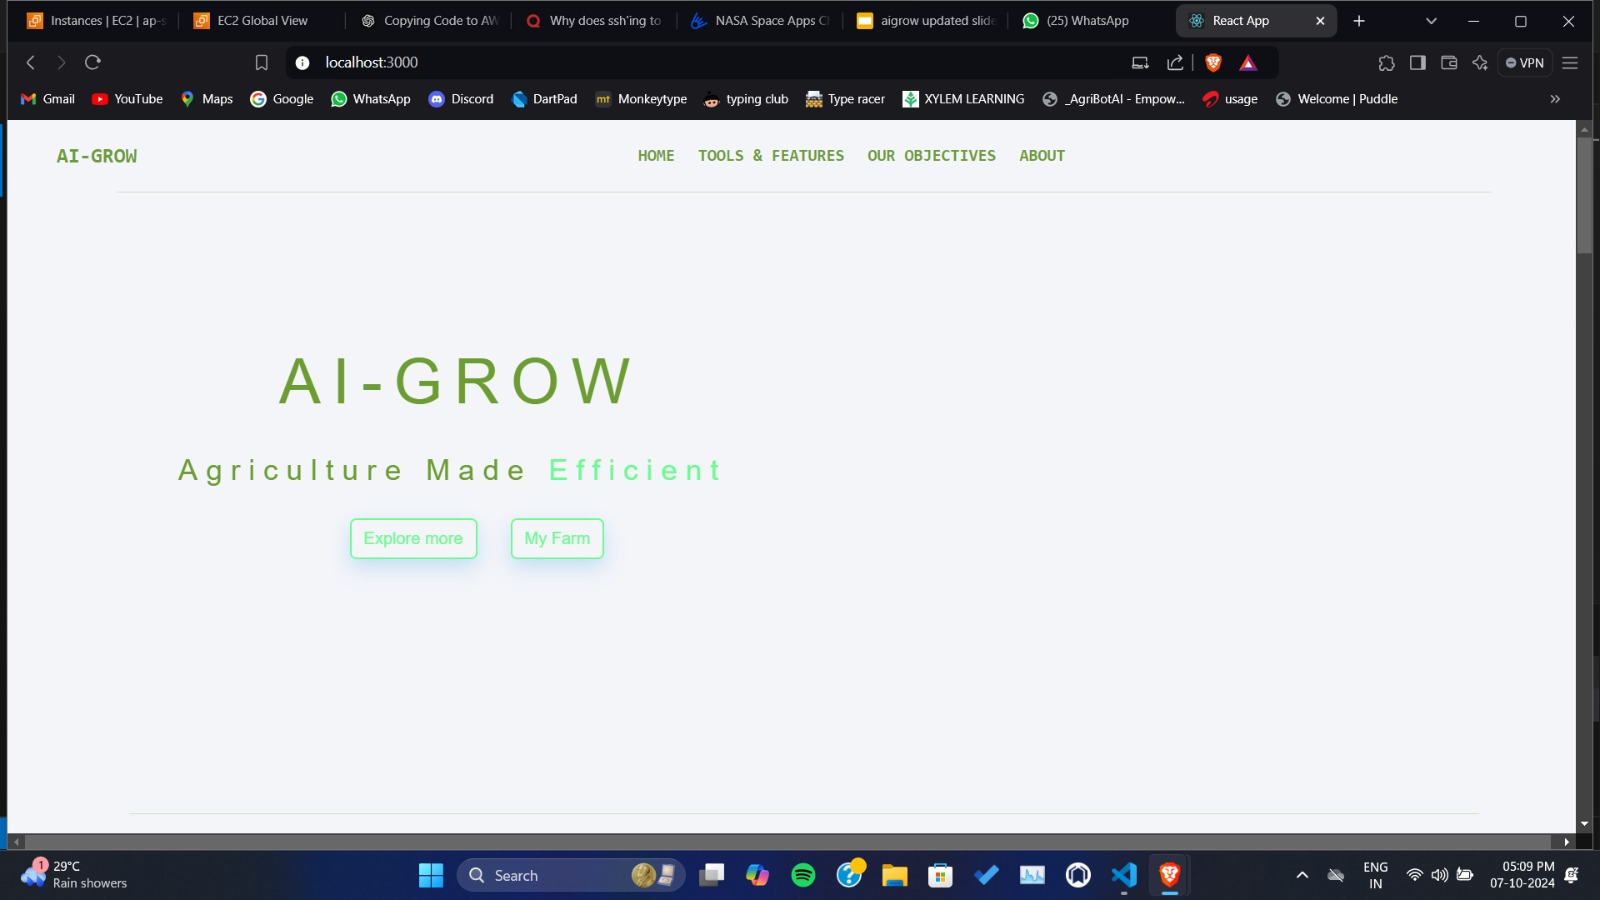 Instances | EC2 | ap-s
EC2 Global View
Copying Code to AW
Why does ssh'ing to
NASA Space Apps Ch
aigrow updated slide
(25) WhatsApp
React App
localhost:3000
VPN
Gmail
YouTube
Maps
Google
WhatsApp
Discord
DartPad
mt Monkeytype
typing club
Type racer
XYLEM LEARNING
_AgriBotAI - Empow...
usage
Welcome | Puddle
AI-GROW
HOME
TOOLS & FEATURES
OUR OBJECTIVES
ABOUT
AI-GROW
Agriculture Made Efficient
Explore more
My Farm
1
29°C
Rain showers
Search
ENG
IN
05:09 PM
07-10-2024